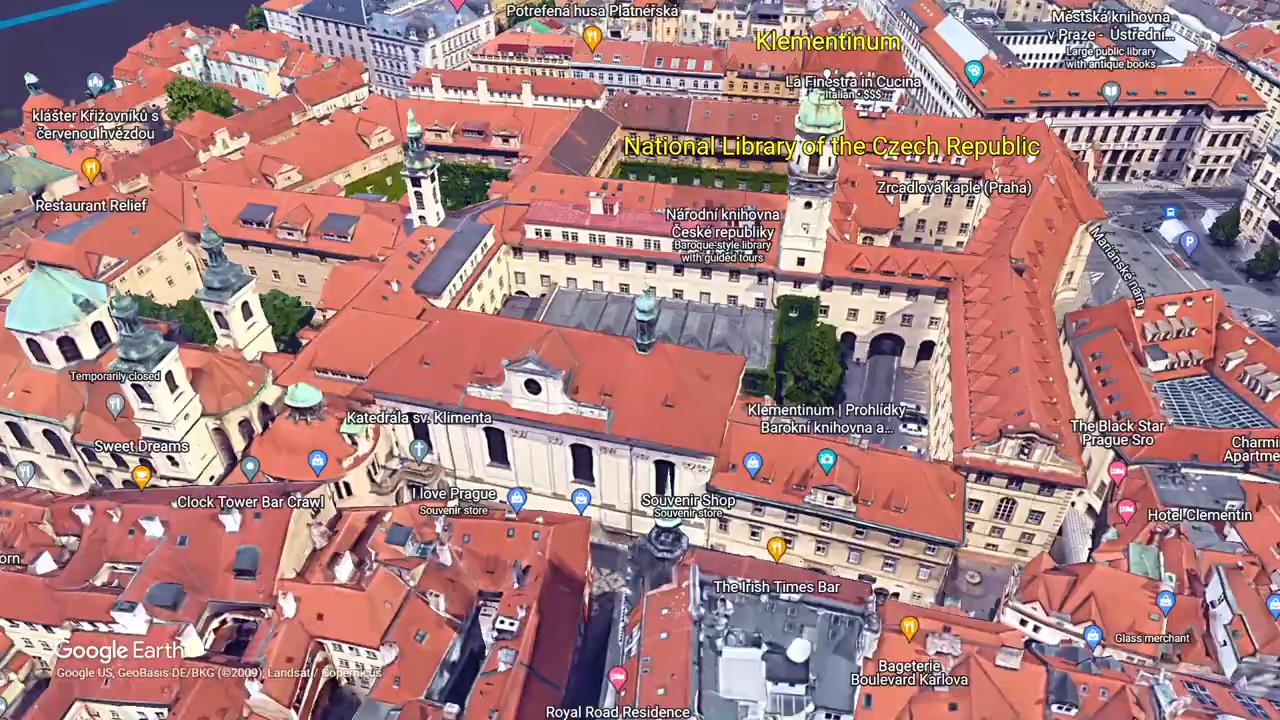 Potrefená husa Platnéřská
Klementinum
Městská knihovna
v Praze - Ústřední...
Large public library
with antique books
La Finestra in Cucina
Italian • $$$
klášter Křižovníků s
červenou hvězdou
National Library of the Czech Republic
Zrcadlová kaple (Praha)
Restaurant Relief
Národní knihovna
České republiky
Baroque-style library
with guided tours
P
Mariánské nám.
Temporarily closed
Katedrála sv. Klimenta
Klementinum | Prohlídky
Barokní knihovna a...
The Black Star
Prague Sro
Sweet Dreams
Charmi
Apartme
Clock Tower Bar Crawl
I love Prague
Souvenir store
Souvenir Shop
Souvenir store
Hotel Clementin
orn
The Irish Times Bar
Glass merchant
Google Earth
Google US, GeoBasis-DE/BKG (©2009), Landsat / Copernicus
Bageterie
Boulevard Karlova
Royal Road Residence